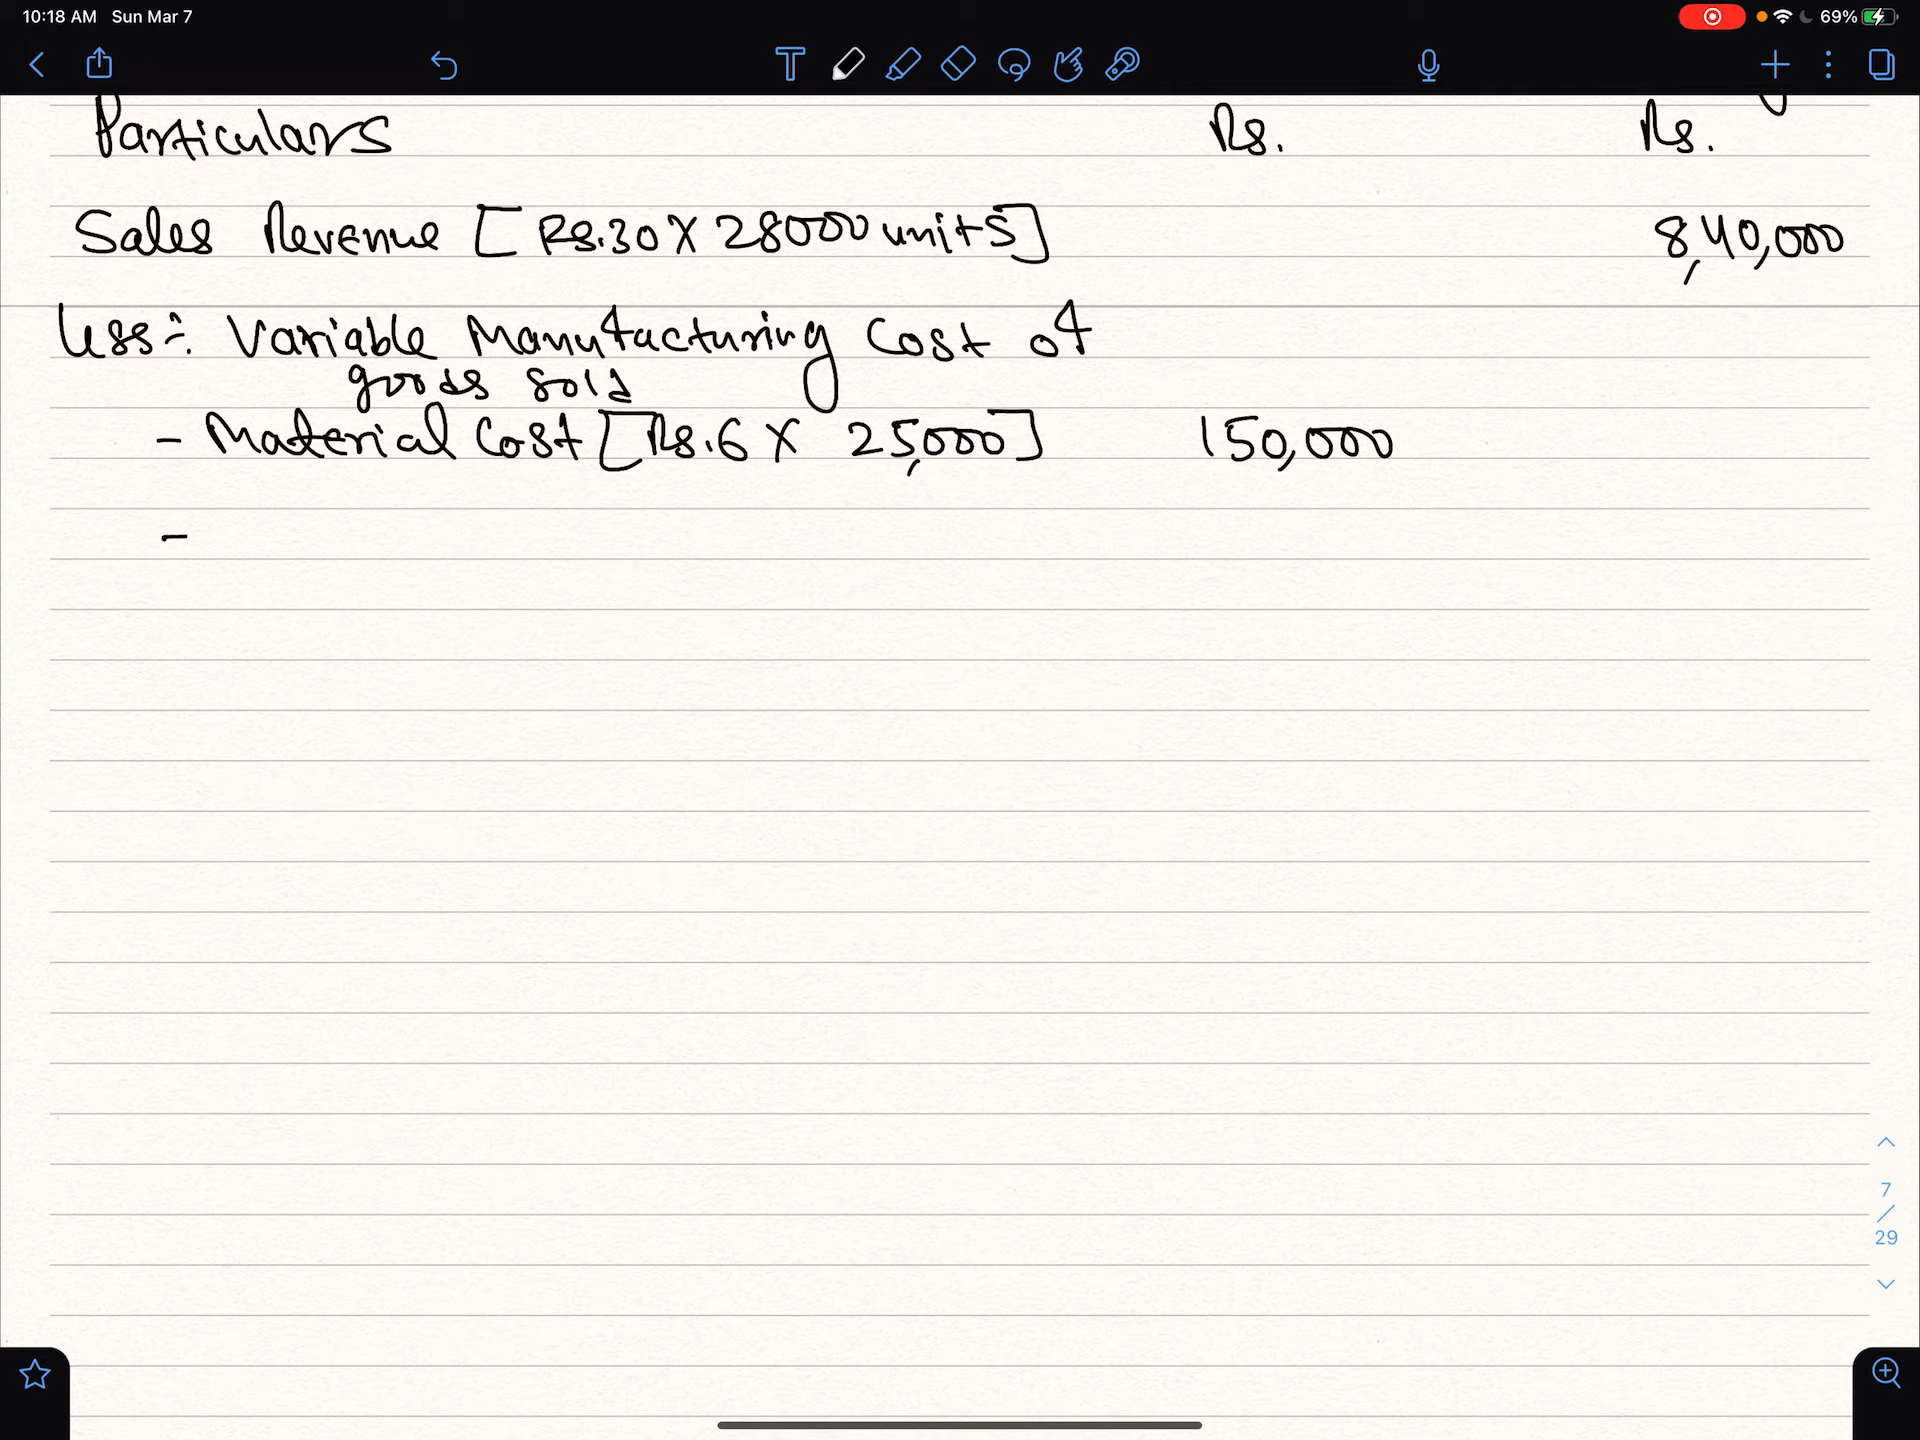 10:18 AM Sun Mar 7
69%
Particulars Rs. Rs.
Sales Revenue [Rs.30 X 28000 units] 8,40,000
Less:- Variable Manufacturing Cost of
goods sold
- Material Cost [Rs.6 X 25,000] 150,000
-
7
/
29